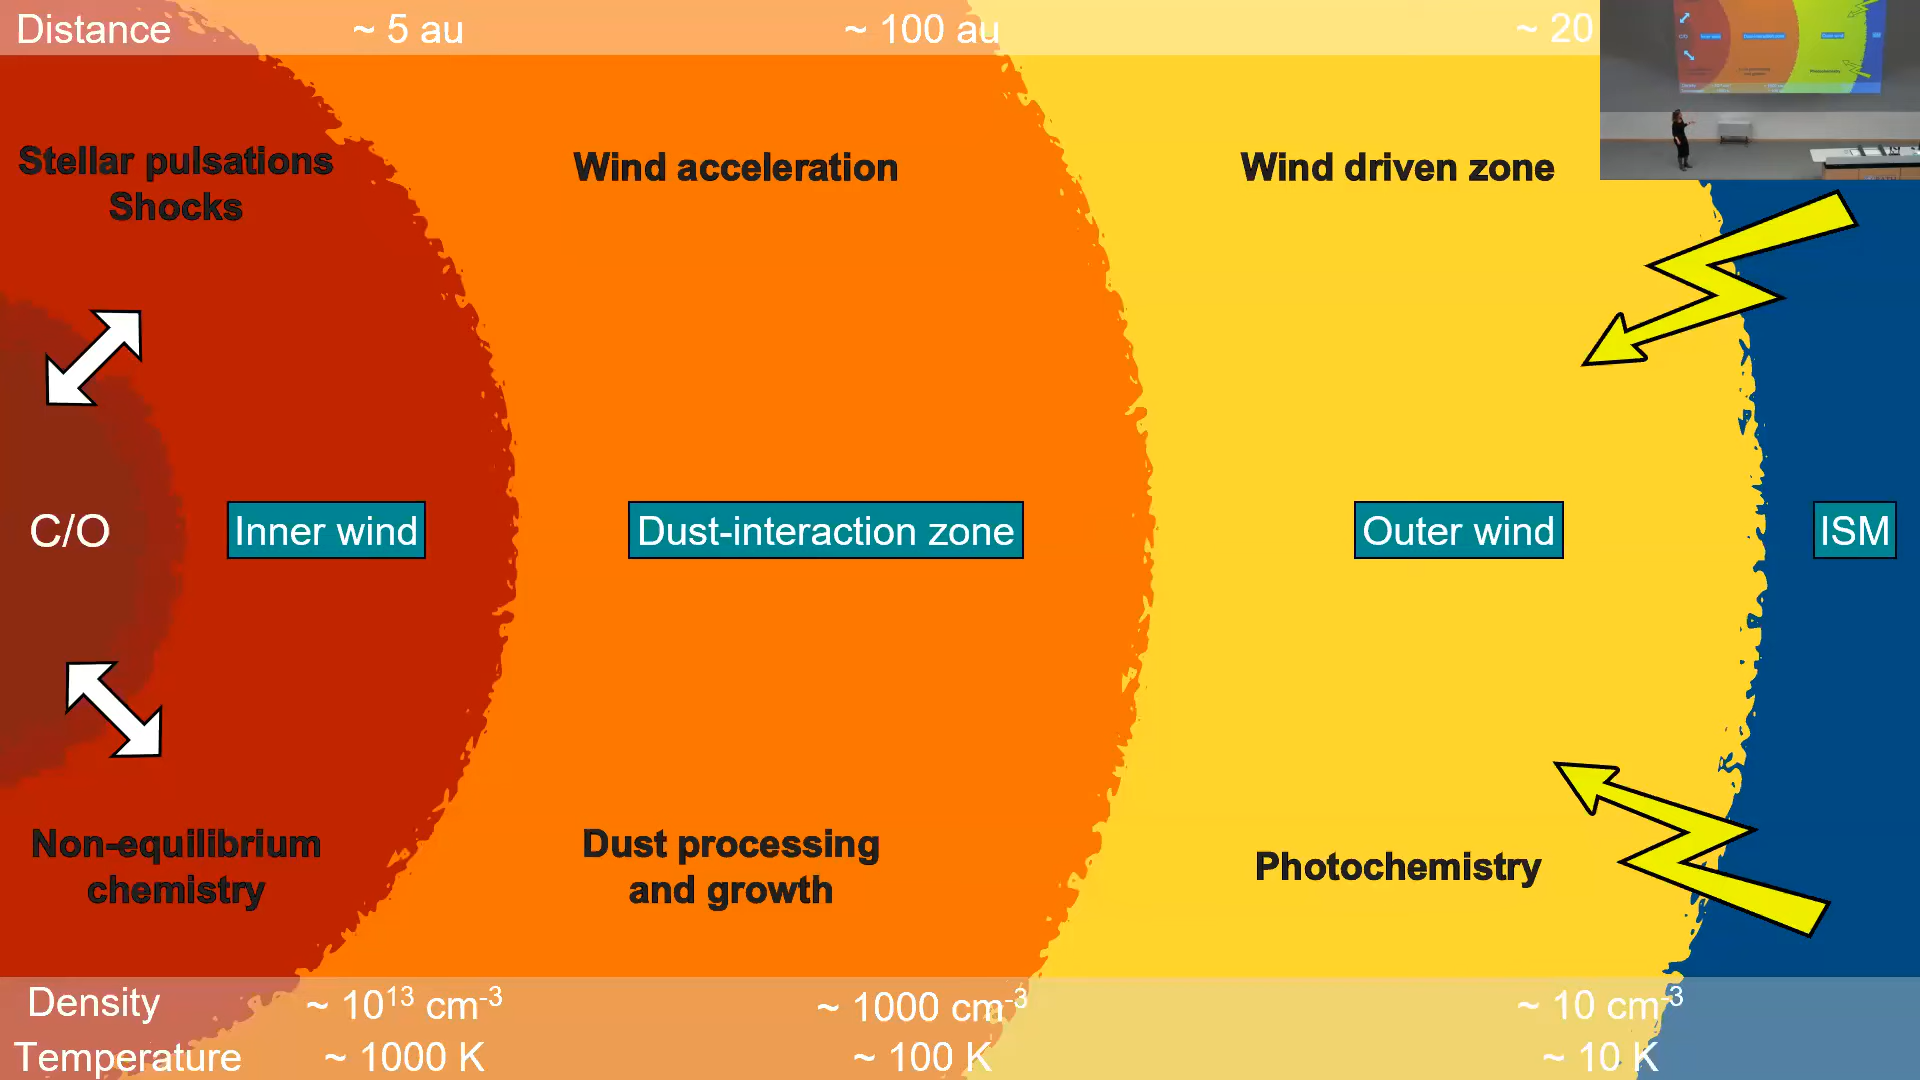 Distance ~ 5 au ~ 100 au ~ 20
Stellar pulsations
Shocks
Wind acceleration
Wind driven zone
C/O
Inner wind
Dust-interaction zone
Outer wind
ISM
Non-equilibrium
chemistry
Dust processing
and growth
Photochemistry
Density ~ 10¹³ cm⁻³ ~ 1000 cm⁻³ ~ 10 cm⁻³
Temperature ~ 1000 K ~ 100 K ~ 10 K